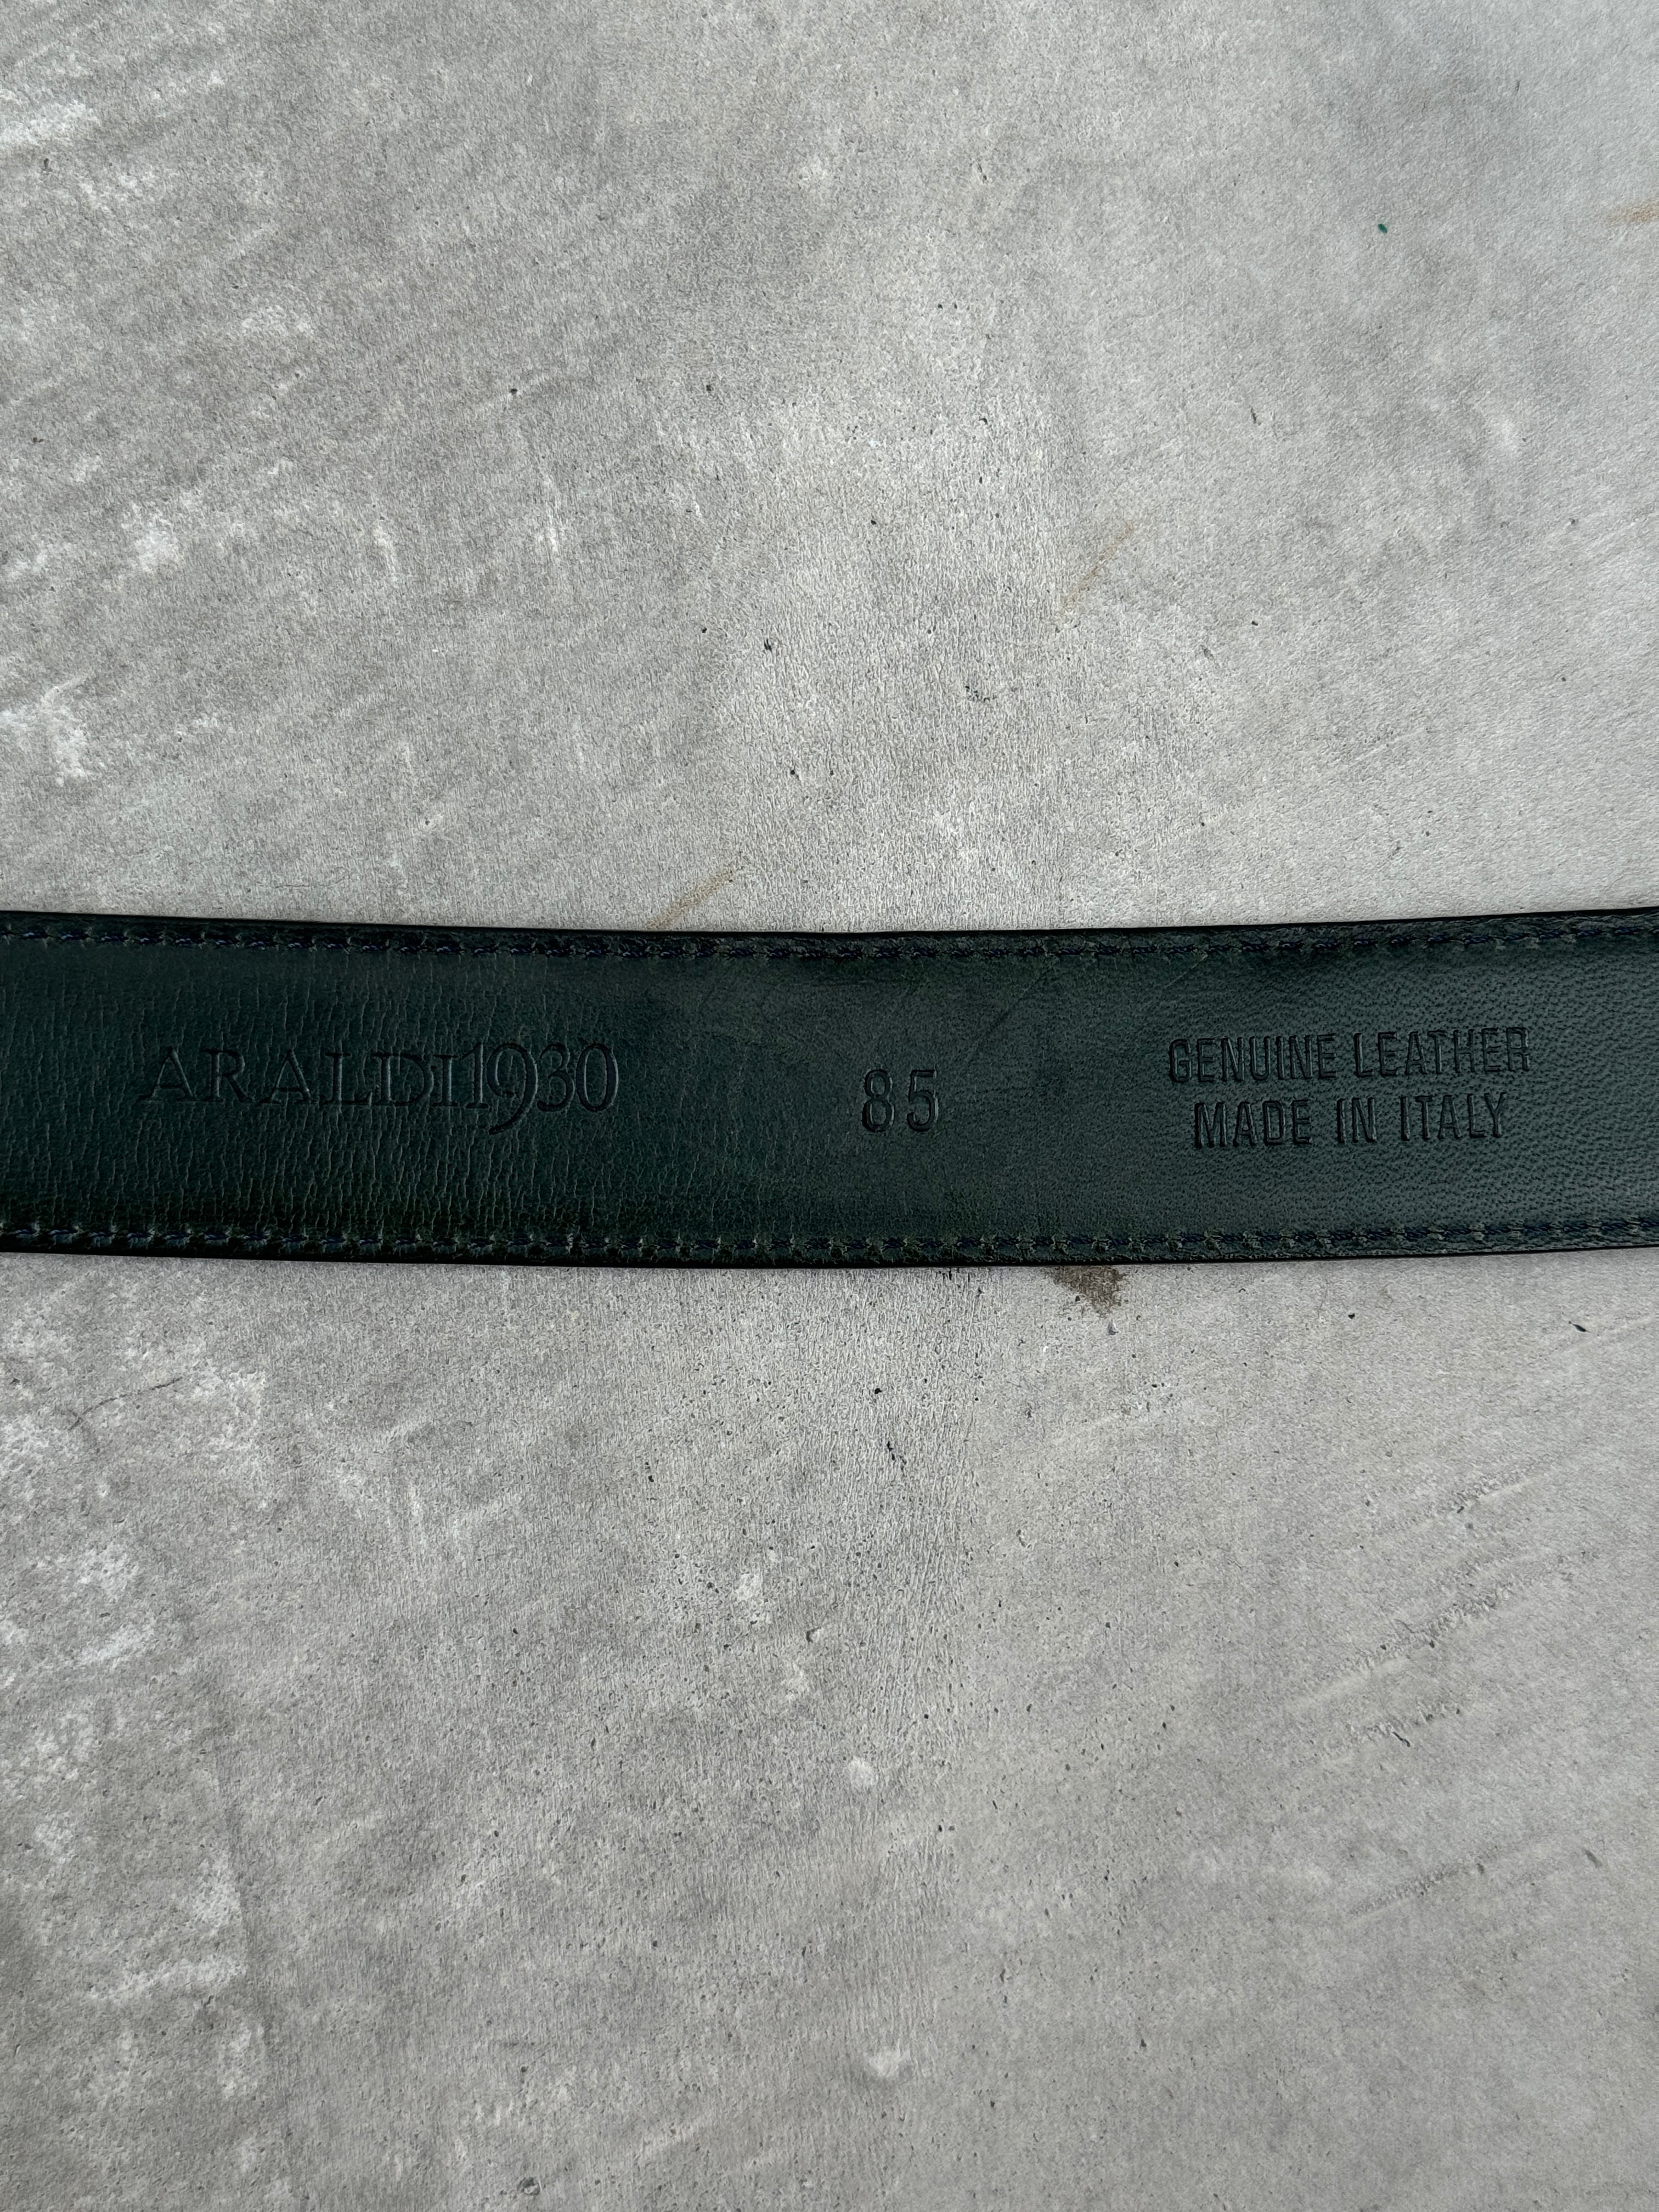 ARALDI1930
85
GENUINE LEATHER
MADE IN ITALY